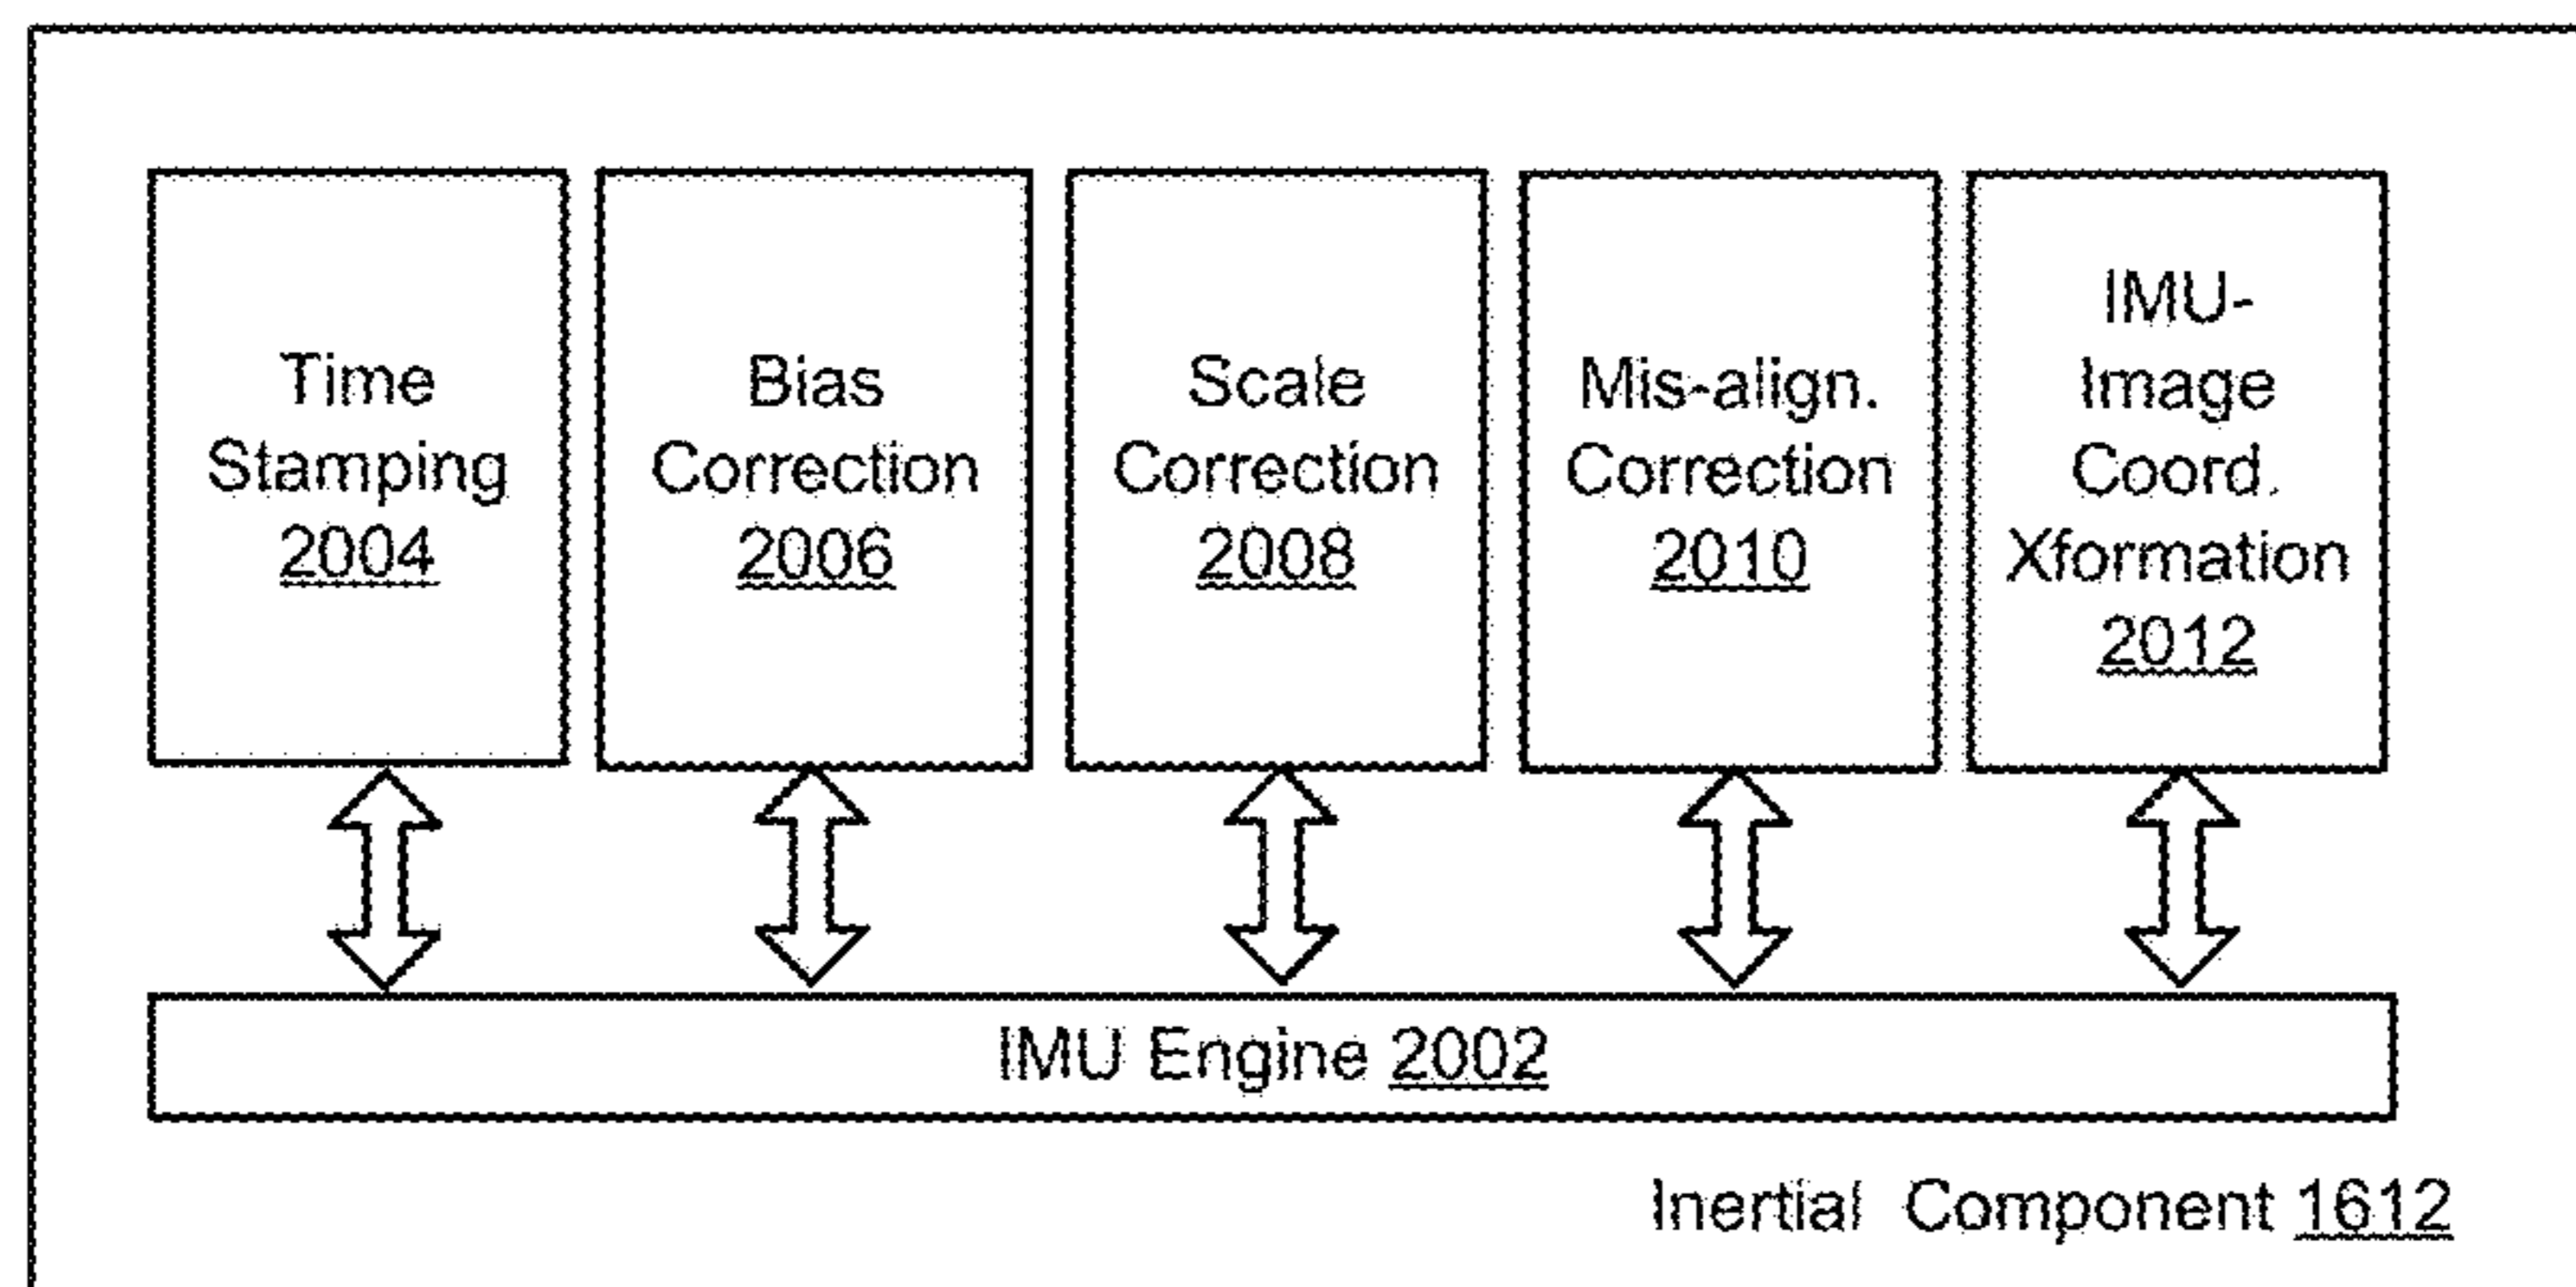 Time
Stamping
2004
Bias
Correction
2006
Scale
Correction
2008
Mis-align.
Correction
2010
IMU-
Image
Coord.
Xformation
2012
IMU Engine 2002
Inertial Component 1612